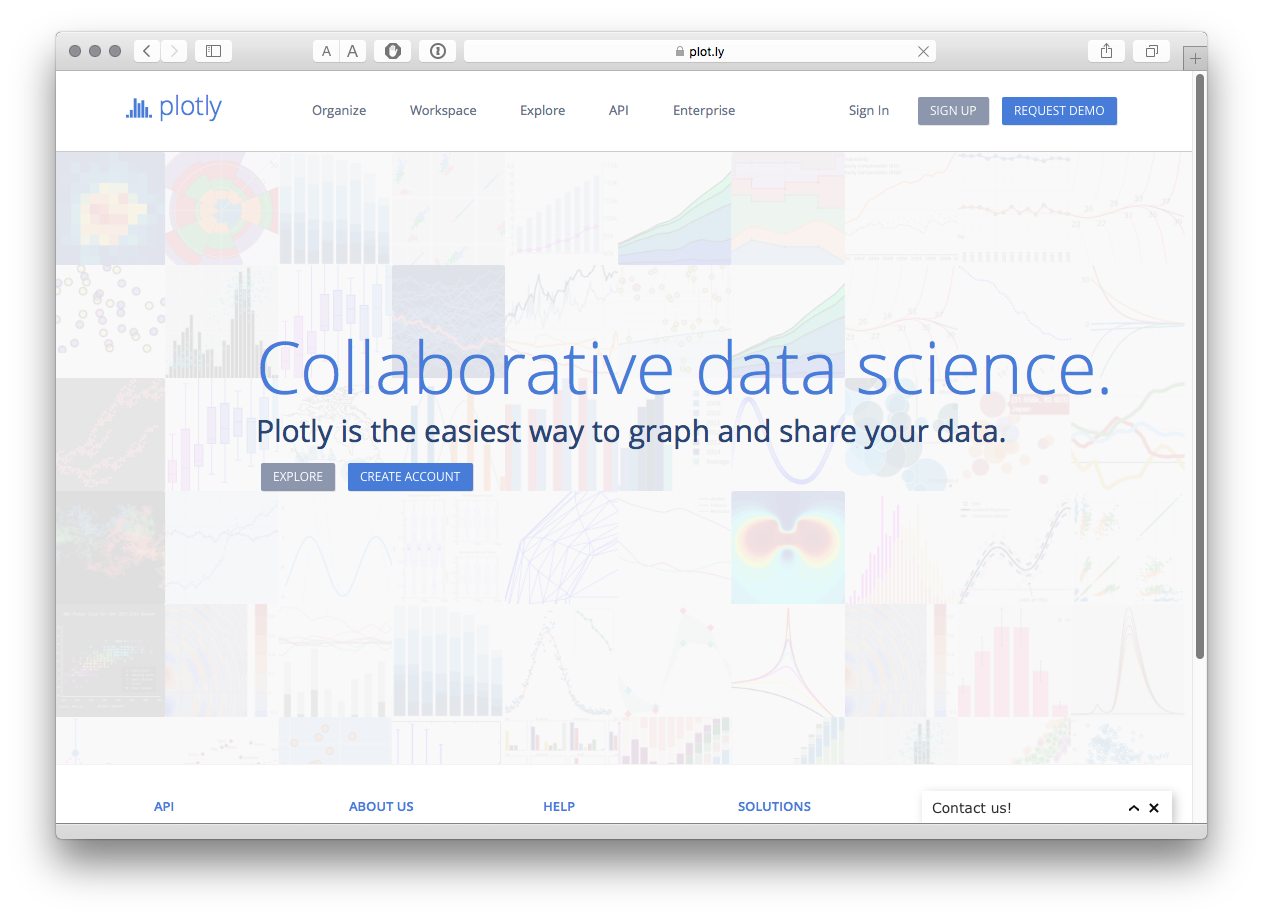 A A
plot.ly
plotly
Organize Workspace Explore API Enterprise Sign In SIGN UP REQUEST DEMO
Collaborative data science.
Plotly is the easiest way to graph and share your data.
EXPLORE CREATE ACCOUNT
API ABOUT US HELP SOLUTIONS
Contact us!